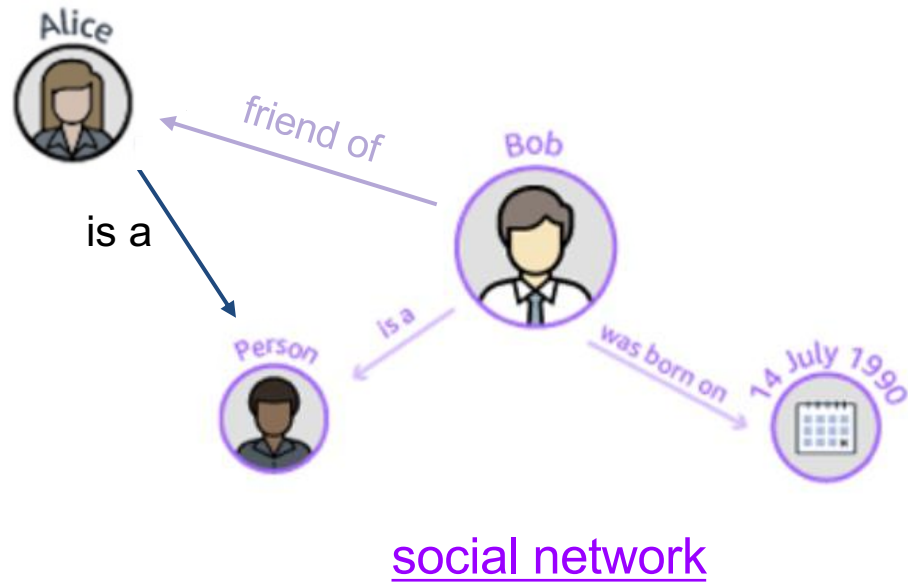 Alice
friend of
Bob
is a
is a
Person
was born on
14 July 1990
social network